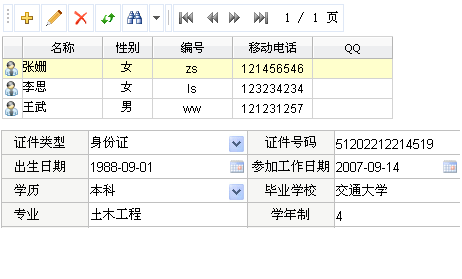 1 / 1 页
名称 性别 编号 移动电话 QQ
张姗 女 zs 121456546
李思 女 ls 123234234
王武 男 ww 121231257
证件类型 身份证 证件号码 51202212214519
出生日期 1988-09-01 参加工作日期 2007-09-14
学历 本科 毕业学校 交通大学
专业 土木工程 学年制 4